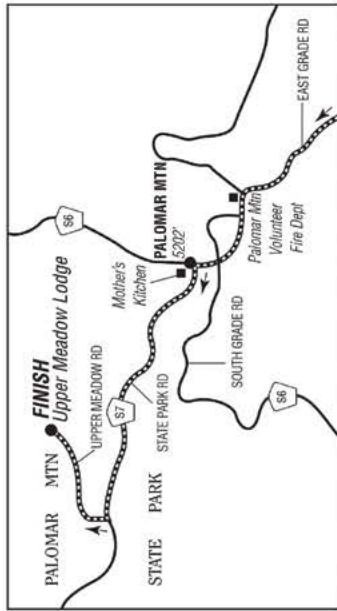 PALOMAR MTN
STATE PARK
FINISH
Upper Meadow Lodge
UPPER MEADOW RD
S7
STATE PARK RD
S6
Mother's
Kitchen
PALOMAR MTN
5202'
SOUTH GRADE RD
S6
Palomar Mtn
Volunteer
Fire Dept
EAST GRADE RD